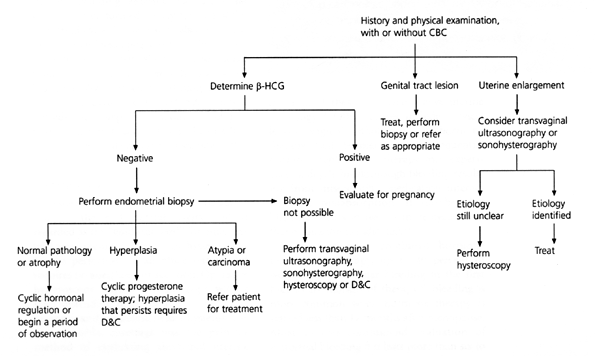 History and physical examination,
with or without CBC
Determine β-HCG
Genital tract lesion
Uterine enlargement
Treat, perform
biopsy or refer
as appropriate
Consider transvaginal
ultrasonography or
sonohysterography
Negative
Positive
Perform endometrial biopsy
Biopsy
not possible
Evaluate for pregnancy
Etiology
still unclear
Etiology
identified
Normal pathology
or atrophy
Hyperplasia
Atypia or
carcinoma
Perform transvaginal
ultrasonography,
sonohysterography,
hysteroscopy or D&C
Perform
hysteroscopy
Treat
Cyclic hormonal
regulation or
begin a period
of observation
Cyclic progesterone
therapy; hyperplasia
that persists requires
D&C
Refer patient
for treatment